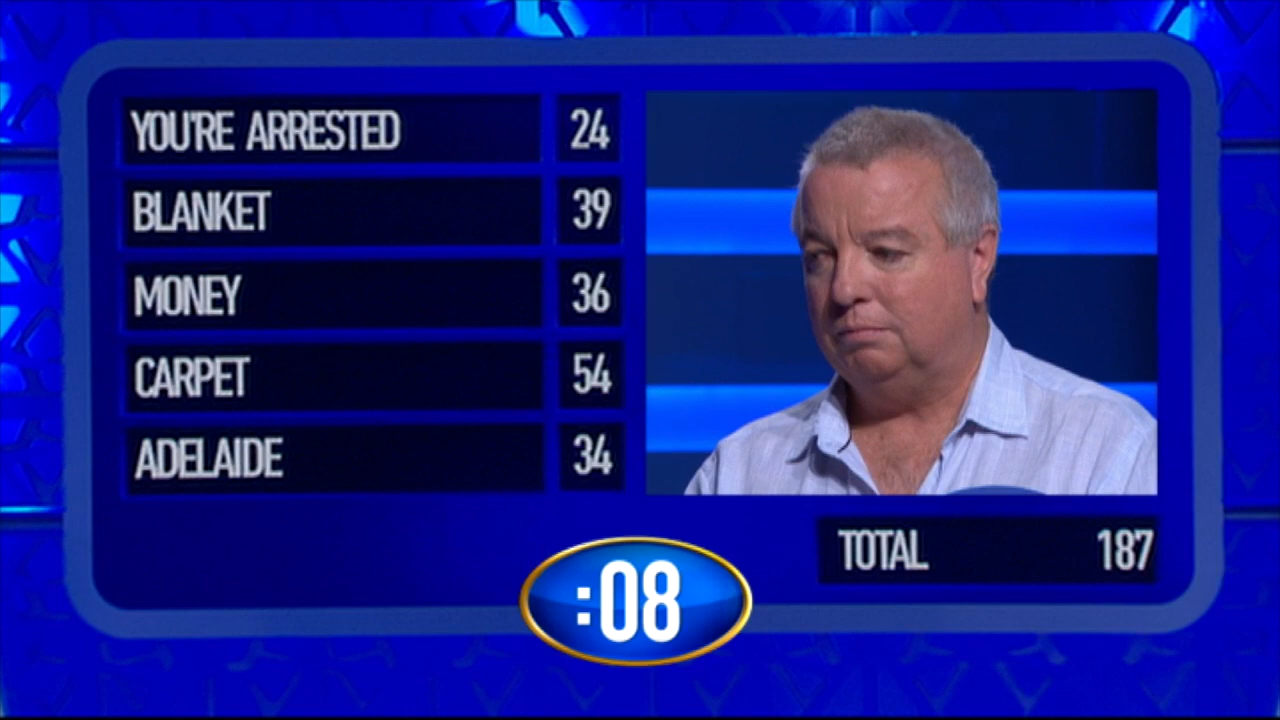 YOU'RE ARRESTED 24
BLANKET 39
MONEY 36
CARPET 54
ADELAIDE 34
TOTAL 187
:08